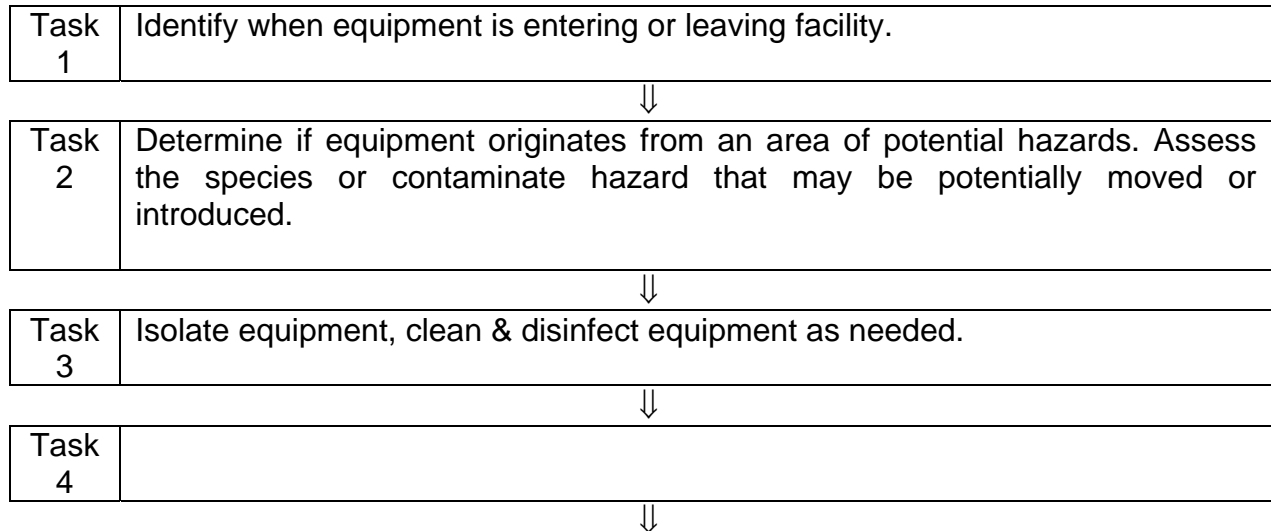 Task 1 Identify when equipment is entering or leaving facility.
⇓
Task 2 Determine if equipment originates from an area of potential hazards. Assess
the species or contaminate hazard that may be potentially moved or
introduced.
⇓
Task 3 Isolate equipment, clean & disinfect equipment as needed.
⇓
Task 4
⇓